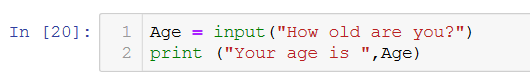 In [20]: 1 Age = input("How old are you?")
2 print ("Your age is ",Age)